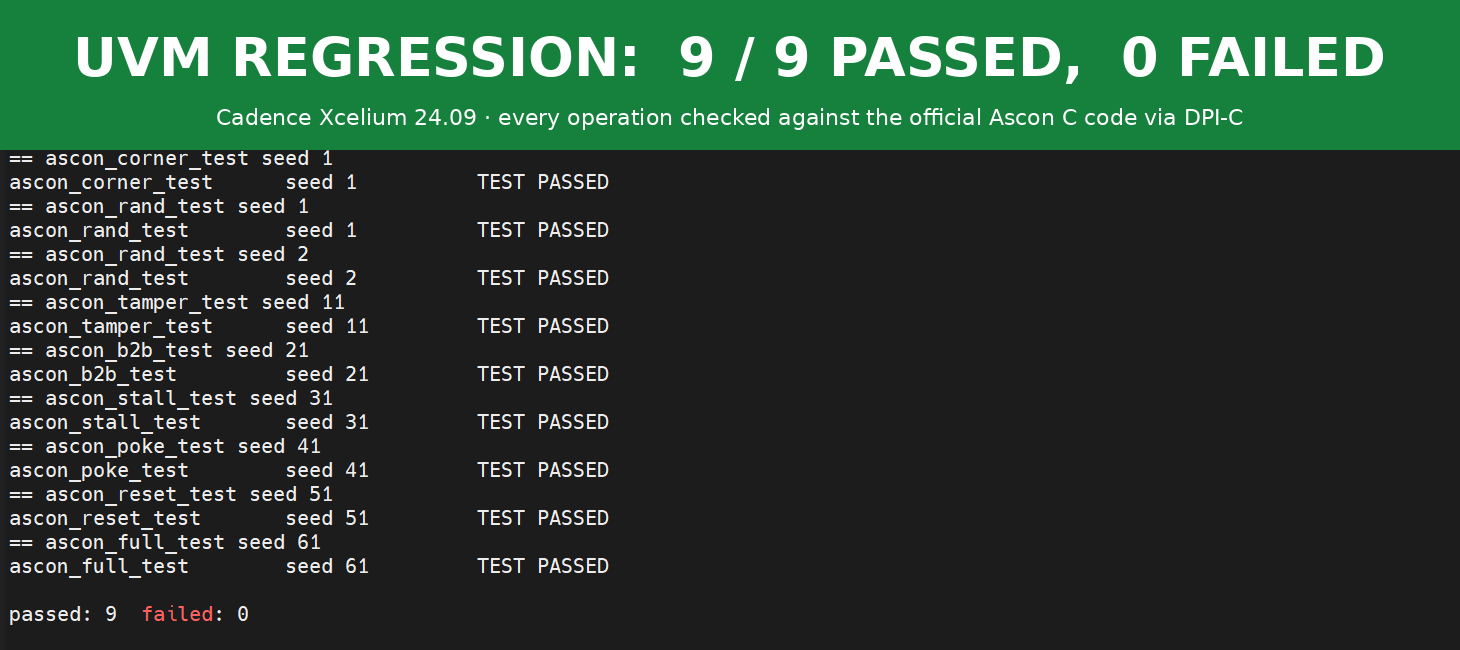 UVM REGRESSION:  9 / 9 PASSED,  0 FAILED
Cadence Xcelium 24.09 · every operation checked against the official Ascon C code via DPI-C
== ascon_corner_test seed 1
ascon_corner_test      seed 1          TEST PASSED
== ascon_rand_test seed 1
ascon_rand_test        seed 1          TEST PASSED
== ascon_rand_test seed 2
ascon_rand_test        seed 2          TEST PASSED
== ascon_tamper_test seed 11
ascon_tamper_test      seed 11         TEST PASSED
== ascon_b2b_test seed 21
ascon_b2b_test         seed 21         TEST PASSED
== ascon_stall_test seed 31
ascon_stall_test       seed 31         TEST PASSED
== ascon_poke_test seed 41
ascon_poke_test        seed 41         TEST PASSED
== ascon_reset_test seed 51
ascon_reset_test       seed 51         TEST PASSED
== ascon_full_test seed 61
ascon_full_test        seed 61         TEST PASSED
passed: 9  failed: 0